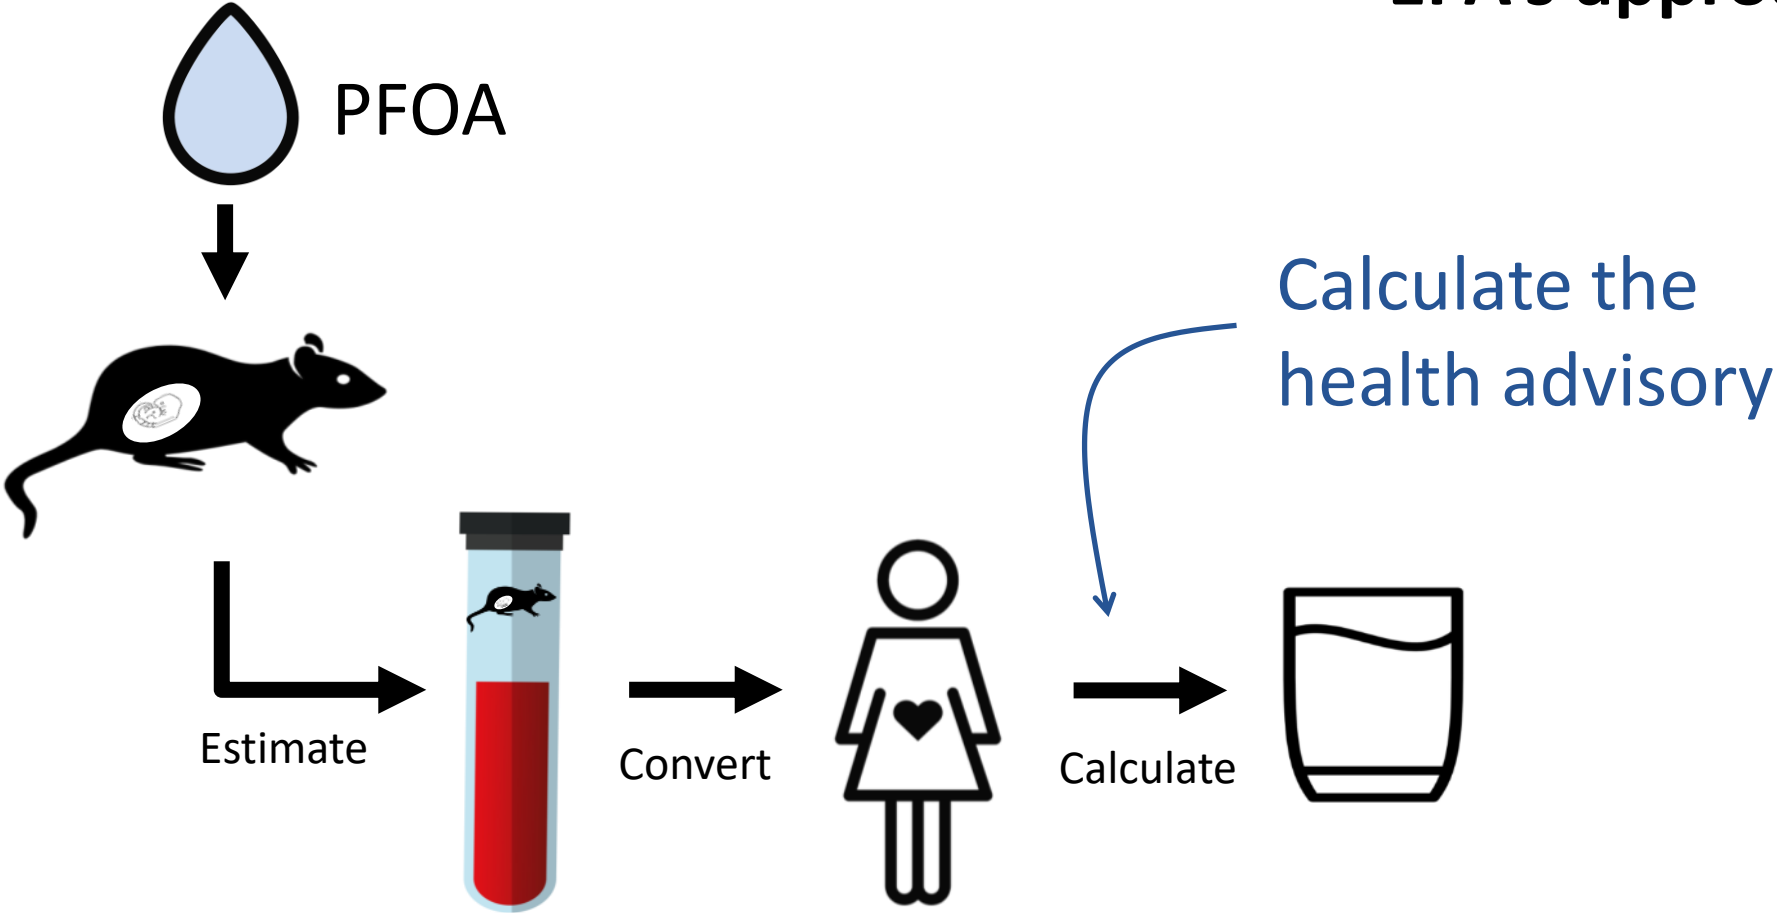 PFOA
Calculate the
health advisory
Estimate
Convert
Calculate